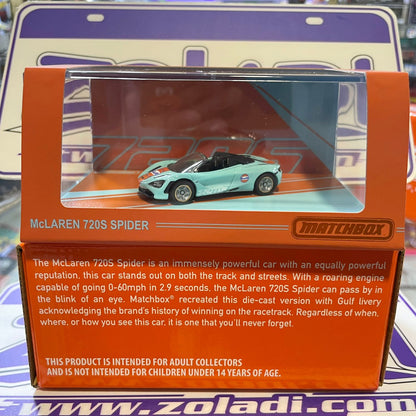 zoladi
720S
McLAREN 720S SPIDER
MATCHBOX
The McLaren 720S Spider is an immensely powerful car with an equally powerful
reputation, this car stands out on both the track and streets. With a roaring engine
capable of going 0-60mph in 2.9 seconds, the McLaren 720S Spider can pass by in
the blink of an eye. Matchbox® recreated this die-cast version with Gulf livery
acknowledging the brand's history of winning on the racetrack. Regardless of when,
where, or how you see this car, it is one that you'll never forget.
THIS PRODUCT IS INTENDED FOR ADULT COLLECTORS
AND IS NOT INTENDED FOR CHILDREN UNDER 14 YEARS OF AGE.
www.zoladi.com